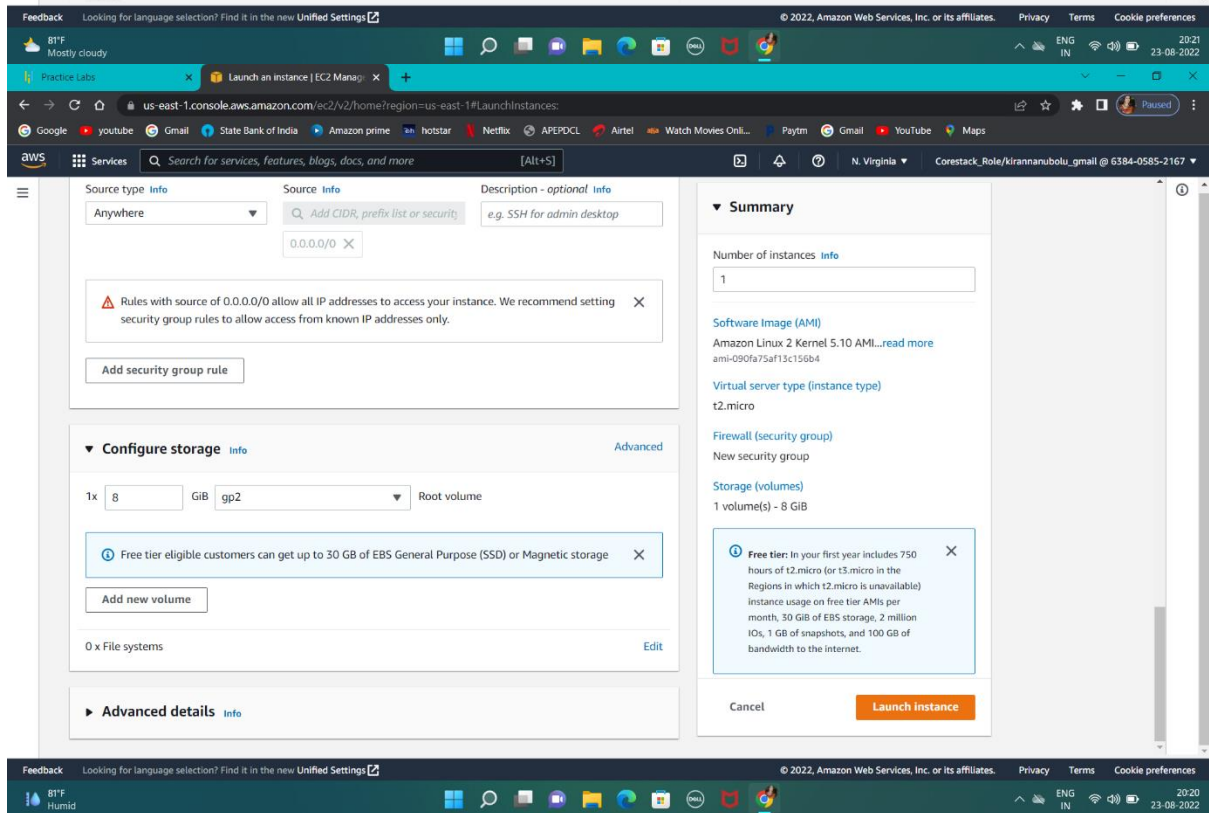 Feedback Looking for language selection? Find it in the new Unified Settings © 2022, Amazon Web Services, Inc. or its affiliates. Privacy Terms Cookie preferences
81°F
Mostly cloudy
DELL
ENG
IN
20:21
23-08-2022
Practice Labs
Launch an instance | EC2 Manag
us-east-1.console.aws.amazon.com/ec2/v2/home?region=us-east-1#LaunchInstances:
Paused
Google youtube Gmail State Bank of India Amazon prime hotstar Netflix APEPDCL Airtel Watch Movies Onli... Paytm Gmail YouTube Maps
aws Services Search for services, features, blogs, docs, and more [Alt+S] N. Virginia Corestack_Role/kirannanubolu_gmail @ 6384-0585-2167
Source type Info Source Info Description - optional Info
Anywhere Add CIDR, prefix list or security e.g. SSH for admin desktop
0.0.0.0/0
Rules with source of 0.0.0.0/0 allow all IP addresses to access your instance. We recommend setting
security group rules to allow access from known IP addresses only.
Add security group rule
Configure storage Info Advanced
1x 8 GiB gp2 Root volume
Free tier eligible customers can get up to 30 GB of EBS General Purpose (SSD) or Magnetic storage
Add new volume
0 x File systems Edit
Advanced details Info
Summary
Number of instances Info
1
Software Image (AMI)
Amazon Linux 2 Kernel 5.10 AMI...read more
ami-090fa75af13c156b4
Virtual server type (instance type)
t2.micro
Firewall (security group)
New security group
Storage (volumes)
1 volume(s) - 8 GiB
Free tier: In your first year includes 750
hours of t2.micro (or t3.micro in the
Regions in which t2.micro is unavailable)
instance usage on free tier AMIs per
month, 30 GiB of EBS storage, 2 million
IOs, 1 GB of snapshots, and 100 GB of
bandwidth to the internet.
Cancel Launch instance
Feedback Looking for language selection? Find it in the new Unified Settings © 2022, Amazon Web Services, Inc. or its affiliates. Privacy Terms Cookie preferences
81°F
Humid
DELL
ENG
IN
20:20
23-08-2022